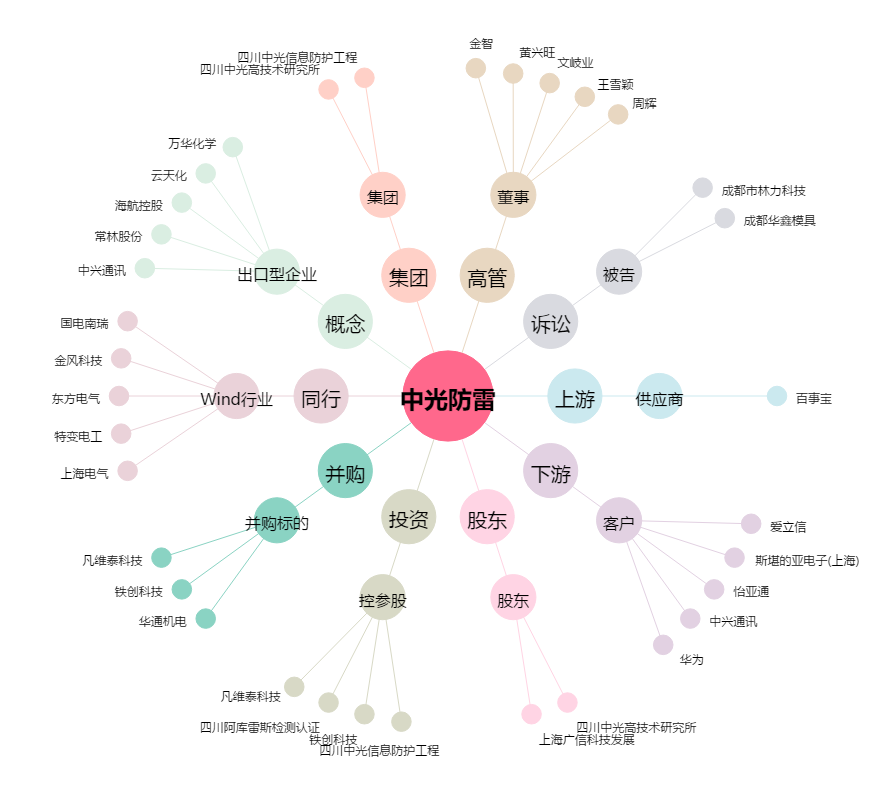 金智
黄兴旺
四川中光信息防护工程
文岐业
四川中光高技术研究所
王雪颖
周辉
万华化学
云天化
成都市林力科技
集团
董事
海航控股
成都华鑫模具
常林股份
中兴通讯
出口型企业
被告
集团
高管
国电南瑞
概念
诉讼
金风科技
东方电气
Wind行业
同行
中光防雷
上游
供应商
百事宝
特变电工
上海电气
并购
下游
并购标的
投资
股东
客户
爱立信
凡维泰科技
斯堪的亚电子(上海)
铁创科技
怡亚通
控参股
股东
华通机电
中兴通讯
华为
凡维泰科技
四川阿库雷斯检测认证
四川中光高技术研究所
铁创科技
上海广信科技发展
四川中光信息防护工程